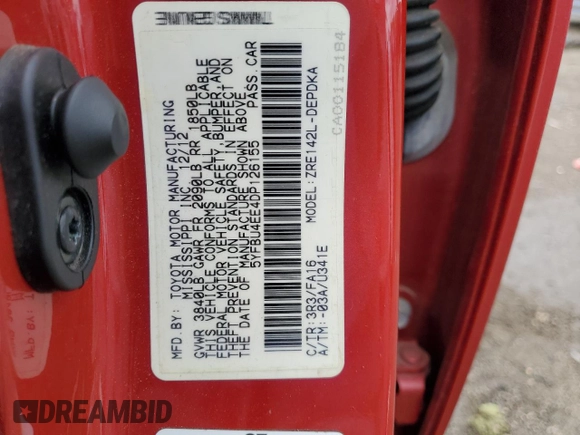 MFD.BY: TOYOTA MOTOR MANUFACTURING
MISSISSIPPI INC. 12/12
GVWR 3840LB GAWR FR 2090LB RR 1850LB
THIS VEHICLE CONFORMS TO ALL APPLICABLE
FEDERAL MOTOR VEHICLE SAFETY, BUMPER, AND
THEFT PREVENTION STANDARDS IN EFFECT ON
THE DATE OF MANUFACTURE SHOWN ABOVE.
5YFBU4EE4DP126155 PASS.CAR
MODEL: ZRE142L-DEPDKA
C/TR: 3R3/FA16
A/TM: -03A/U341E
CA00115184
DREAMBID